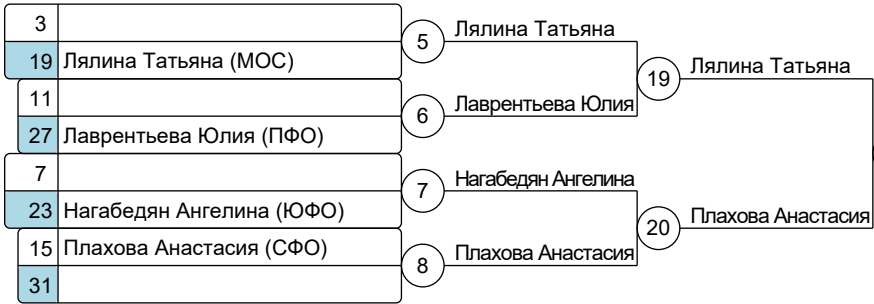 3
5 Лялина Татьяна
19 Лялина Татьяна (МОС)
19 Лялина Татьяна
11
6 Лаврентьева Юлия
27 Лаврентьева Юлия (ПФО)
7
7 Нагабедян Ангелина
23 Нагабедян Ангелина (ЮФО)
20 Плахова Анастасия
15 Плахова Анастасия (СФО)
8 Плахова Анастасия
31